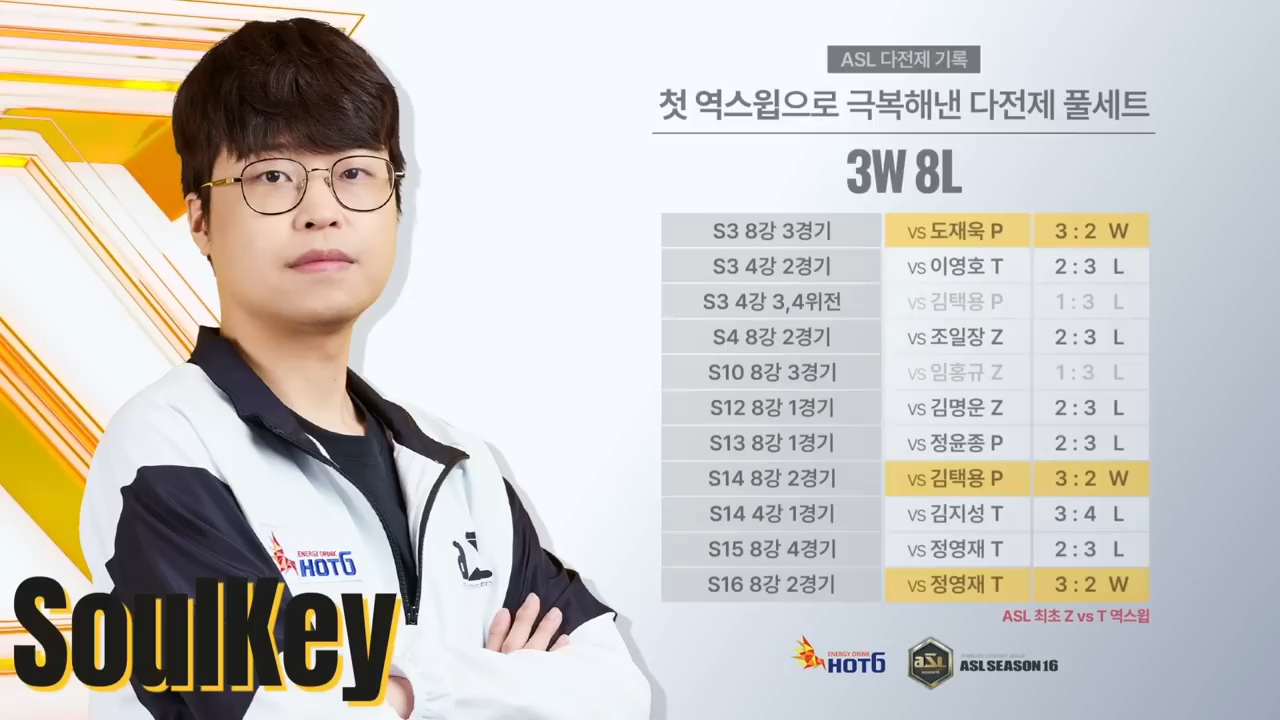 ASL 다전제 기록
첫 역스윕으로 극복해낸 다전제 풀세트
3W 8L
S3 8강 3경기 vs 도재욱 P 3 : 2 W
S3 4강 2경기 vs 이영호 T 2 : 3 L
S3 4강 3,4위전 vs 김택용 P 1 : 3 L
S4 8강 2경기 vs 조일장 Z 2 : 3 L
S10 8강 3경기 vs 임홍규 Z 1 : 3 L
S12 8강 1경기 vs 김명운 Z 2 : 3 L
S13 8강 1경기 vs 정윤종 P 2 : 3 L
S14 8강 2경기 vs 김택용 P 3 : 2 W
S14 4강 1경기 vs 김지성 T 3 : 4 L
S15 8강 4경기 vs 정영재 T 2 : 3 L
S16 8강 2경기 vs 정영재 T 3 : 2 W
ASL 최초 Z vs T 역스윕
ENERGY DRINK
HOT6
aSL
ASL SEASON 16
ENERGY DRINK
HOT6
SoulKey